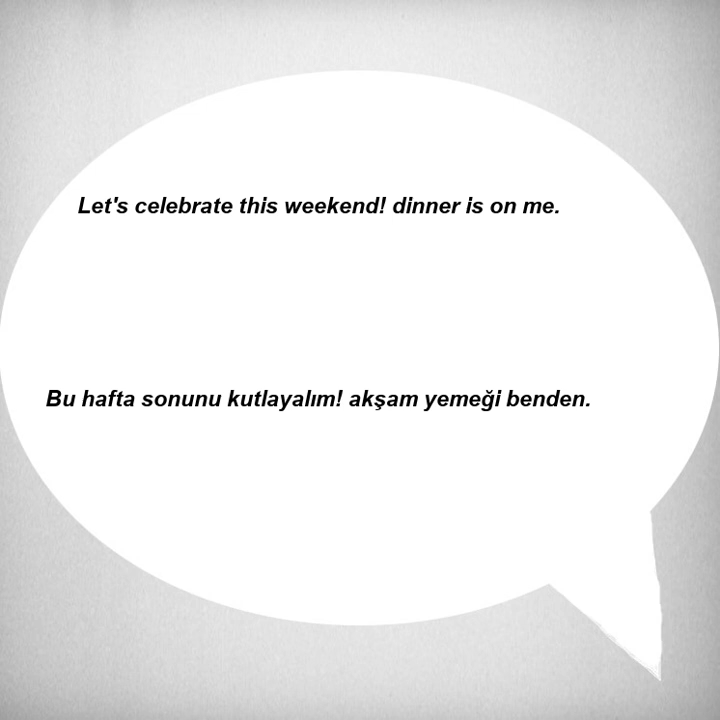 Let's celebrate this weekend! dinner is on me.
Bu hafta sonunu kutlayalım! akşam yemeği benden.